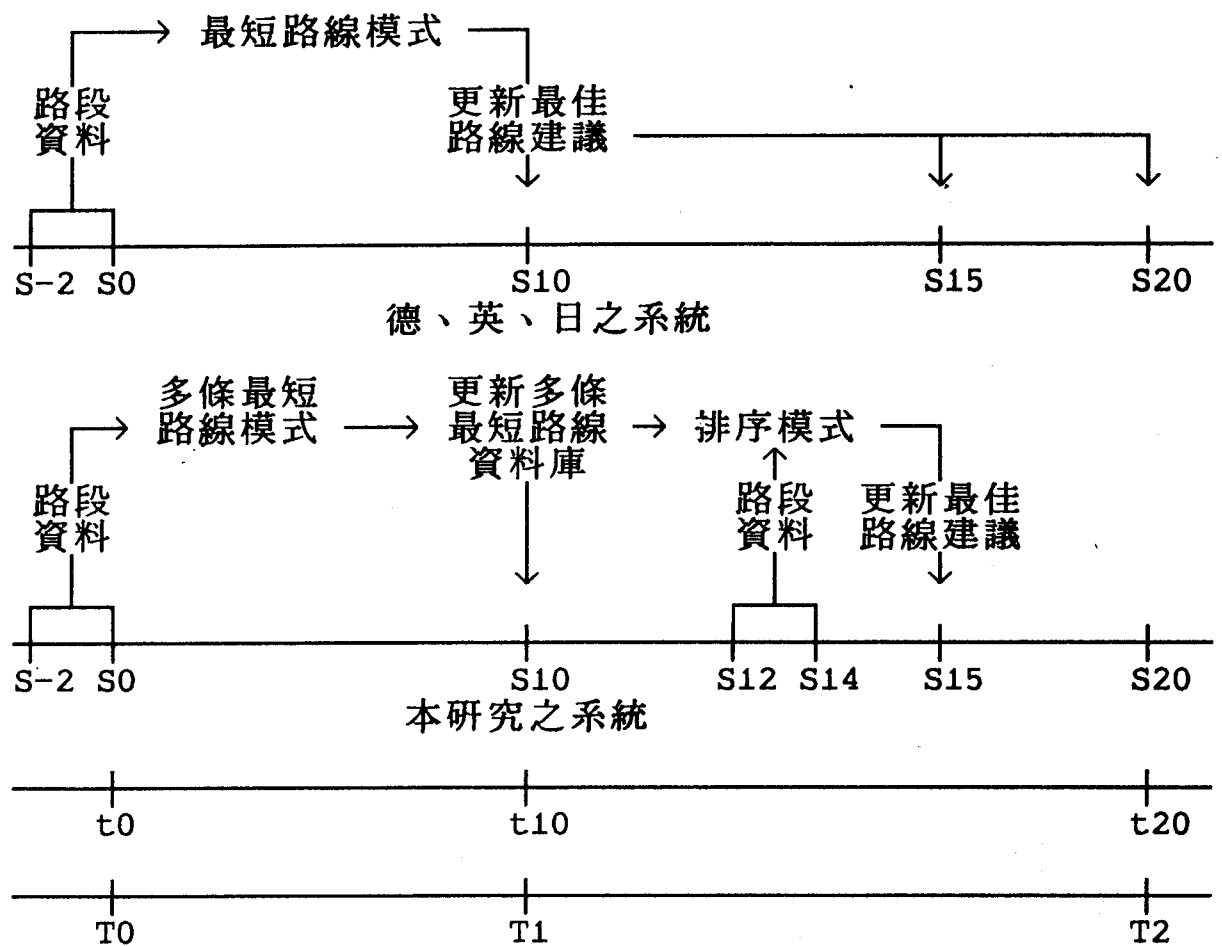 最短路線模式
路段
資料
更新最佳
路線建議
S-2 S0 S10 S15 S20
德、英、日之系統
多條最短
路線模式
更新多條
最短路線
資料庫
排序模式
路段
資料
路段
資料
更新最佳
路線建議
S-2 S0 S10 S12 S14 S15 S20
本研究之系統
t0 t10 t20
T0 T1 T2